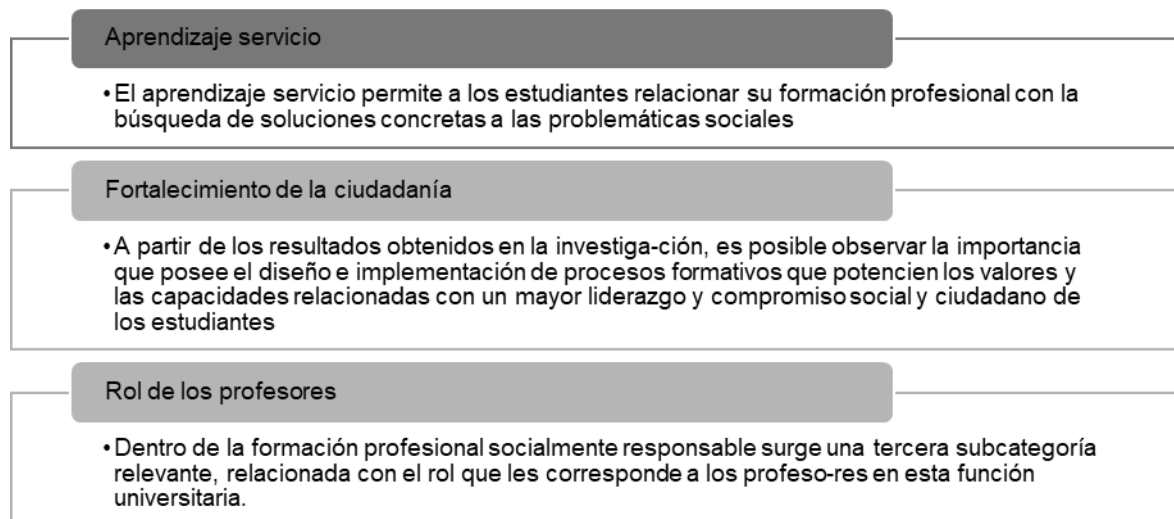 Aprendizaje servicio
•El aprendizaje servicio permite a los estudiantes relacionar su formación profesional con la
búsqueda de soluciones concretas a las problemáticas sociales
Fortalecimiento de la ciudadanía
•A partir de los resultados obtenidos en la investiga-ción, es posible observar la importancia
que posee el diseño e implementación de procesos formativos que potencien los valores y
las capacidades relacionadas con un mayor liderazgo y compromiso social y ciudadano de
los estudiantes
Rol de los profesores
•Dentro de la formación profesional socialmente responsable surge una tercera subcategoría
relevante, relacionada con el rol que les corresponde a los profeso-res en esta función
universitaria.